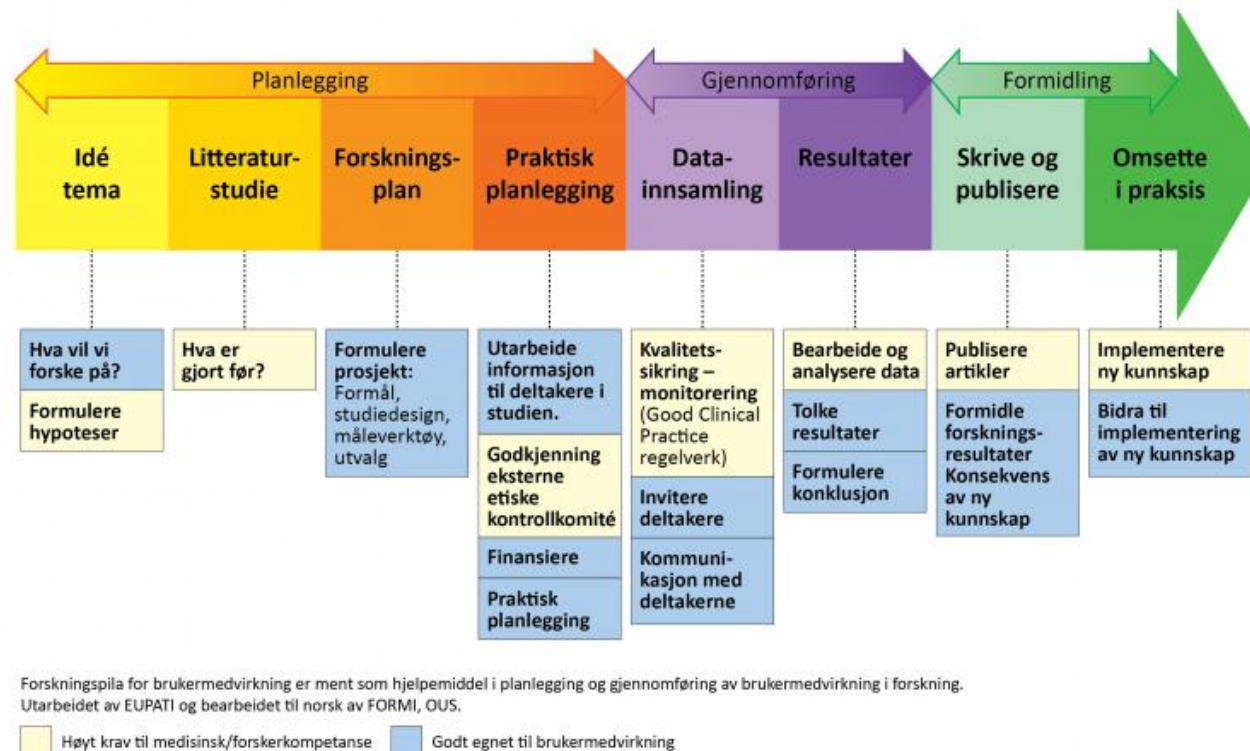 Planlegging
Gjennomføring
Formidling
Idé
tema
Litteratur-
studie
Forsknings-
plan
Praktisk
planlegging
Data-
innsamling
Resultater
Skrive og
publisere
Omsette
i praksis
Hva vil vi
forske på?
Formulere
hypoteser
Hva er
gjort før?
Formulere
prosjekt:
Formål,
studiedesign,
måleverktøy,
utvalg
Utarbeide
informasjon
til deltakere i
studien.
Godkjenning
eksterne
etiske
kontrollkomité
Finansiere
Praktisk
planlegging
Kvalitets-
sikring –
monitorering
(Good Clinical
Practice
regelverk)
Invitere
deltakere
Kommuni-
kasjon med
deltakerne
Bearbeide og
analysere data
Tolke
resultater
Formulere
konklusjon
Publisere
artikler
Formidle
forsknings-
resultater
Konsekvens
av ny
kunnskap
Implementere
ny kunnskap
Bidra til
implementering
av ny kunnskap
Forskningspila for brukermedvirkning er ment som hjelpemiddel i planlegging og gjennomføring av brukermedvirkning i forskning.
Utarbeidet av EUPATI og bearbeidet til norsk av FORMI, OUS.
Høyt krav til medisinsk/forskerkompetanse
Godt egnet til brukermedvirkning